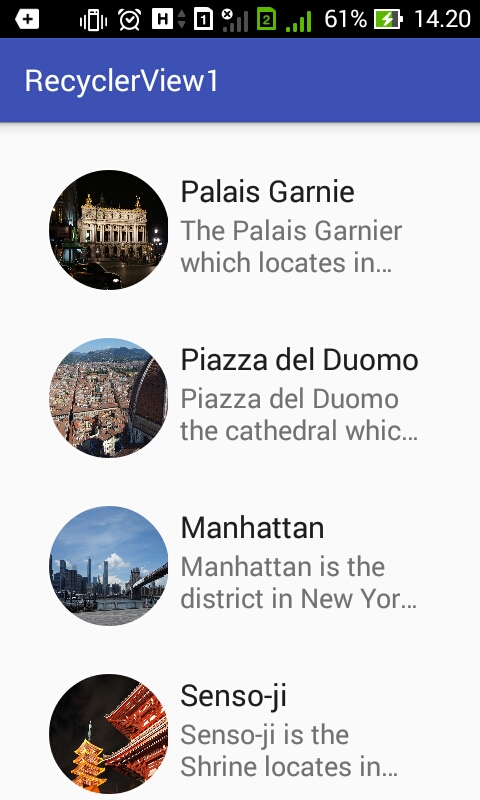 H 1 2 61% 14.20
RecyclerView1
Palais Garnie
The Palais Garnier
which locates in...
Piazza del Duomo
Piazza del Duomo
the cathedral whic...
Manhattan
Manhattan is the
district in New Yor...
Senso-ji
Senso-ji is the
Shrine locates in...